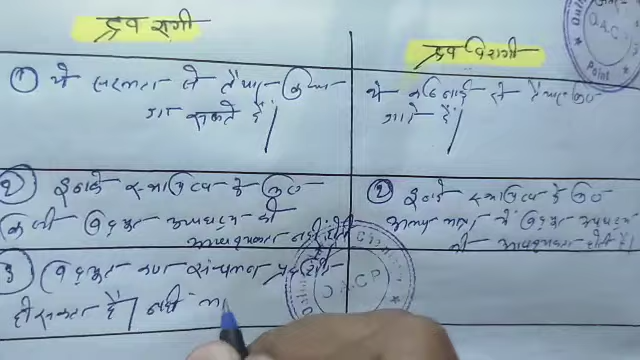 द्रव रागी
द्रव विरागी
① ये सरलता से तैयार किया
जा सकते हैं।
ये कठिनाई से तैयार किए
जाते हैं।
② इनके स्थायित्व के लिए
किसी विद्युत अपघट्य की
आवश्यकता नहीं होती
② इनके स्थायित्व के लिए
अल्प मात्रा में विद्युत अपघट्य
की आवश्यकता होती है।
3 विद्युत कण संचलन प्रदर्शित
हो सकता है। नहीं
O.A.C.P
Point